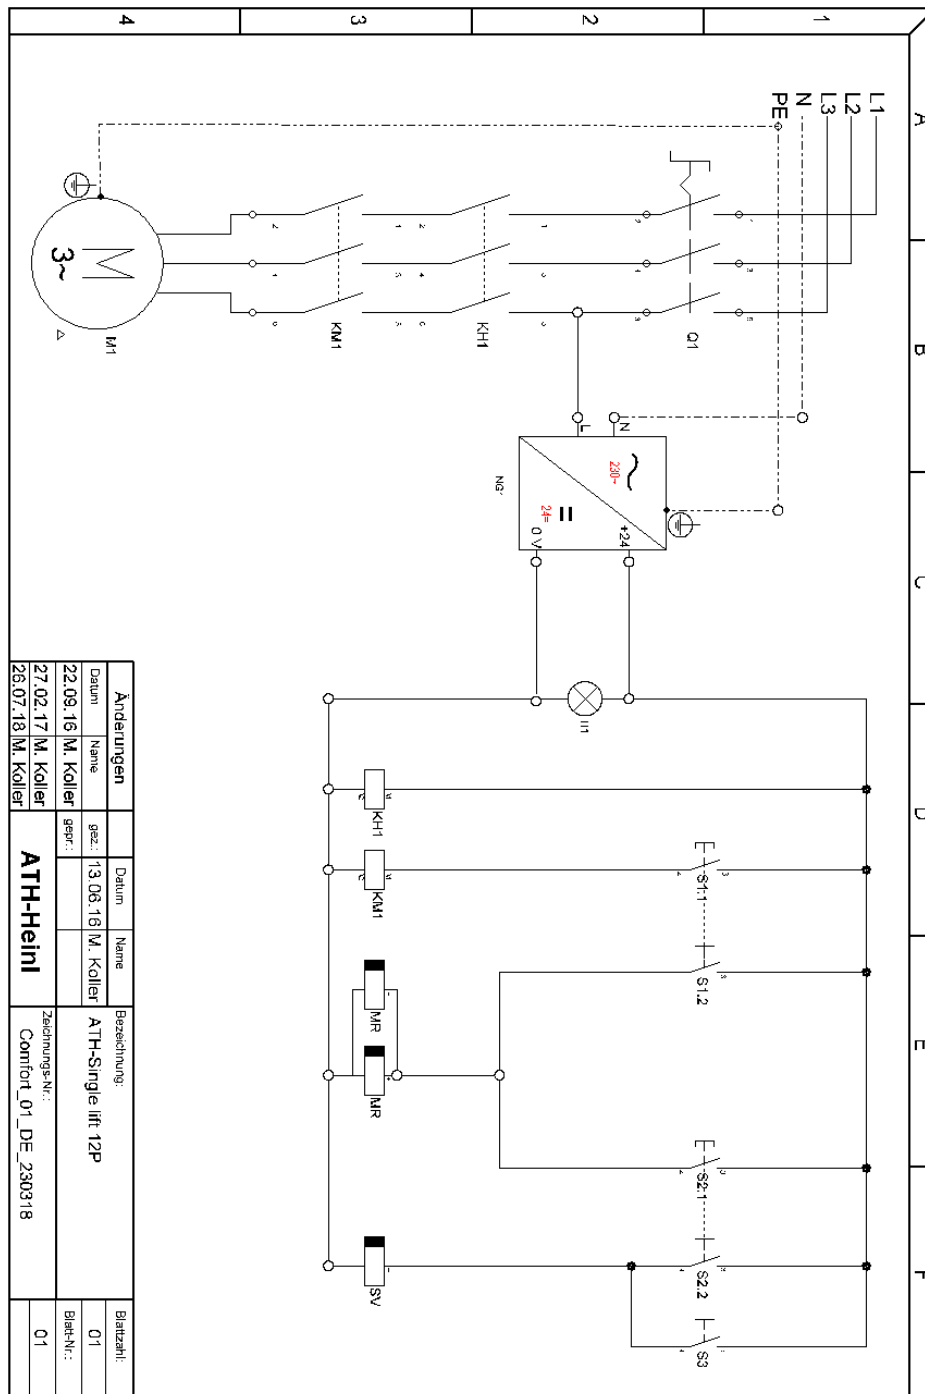 1
2
3
4
A
B
C
D
E
F
L1
L2
L3
N
PE
Q1
KH1
KM1
M
3~
M1
N
L
230~
24=
+24
0 V
H1
KH1
KM1
MR
MR
SV
S1.1
S1.2
S2.1
S2.2
S3
Änderungen
Datum Name
22.09.16 M. Koller
27.02.17 M. Koller
26.07.18 M. Koller
Datum Name
gez.: 13.06.16 M. Koller
gepr.:
ATH-Heinl
Bezeichnung:
ATH-Single lift 12P
Zeichnungs-Nr.:
Comfort_01_DE_230318
Blattzahl:
01
Blatt-Nr.:
01